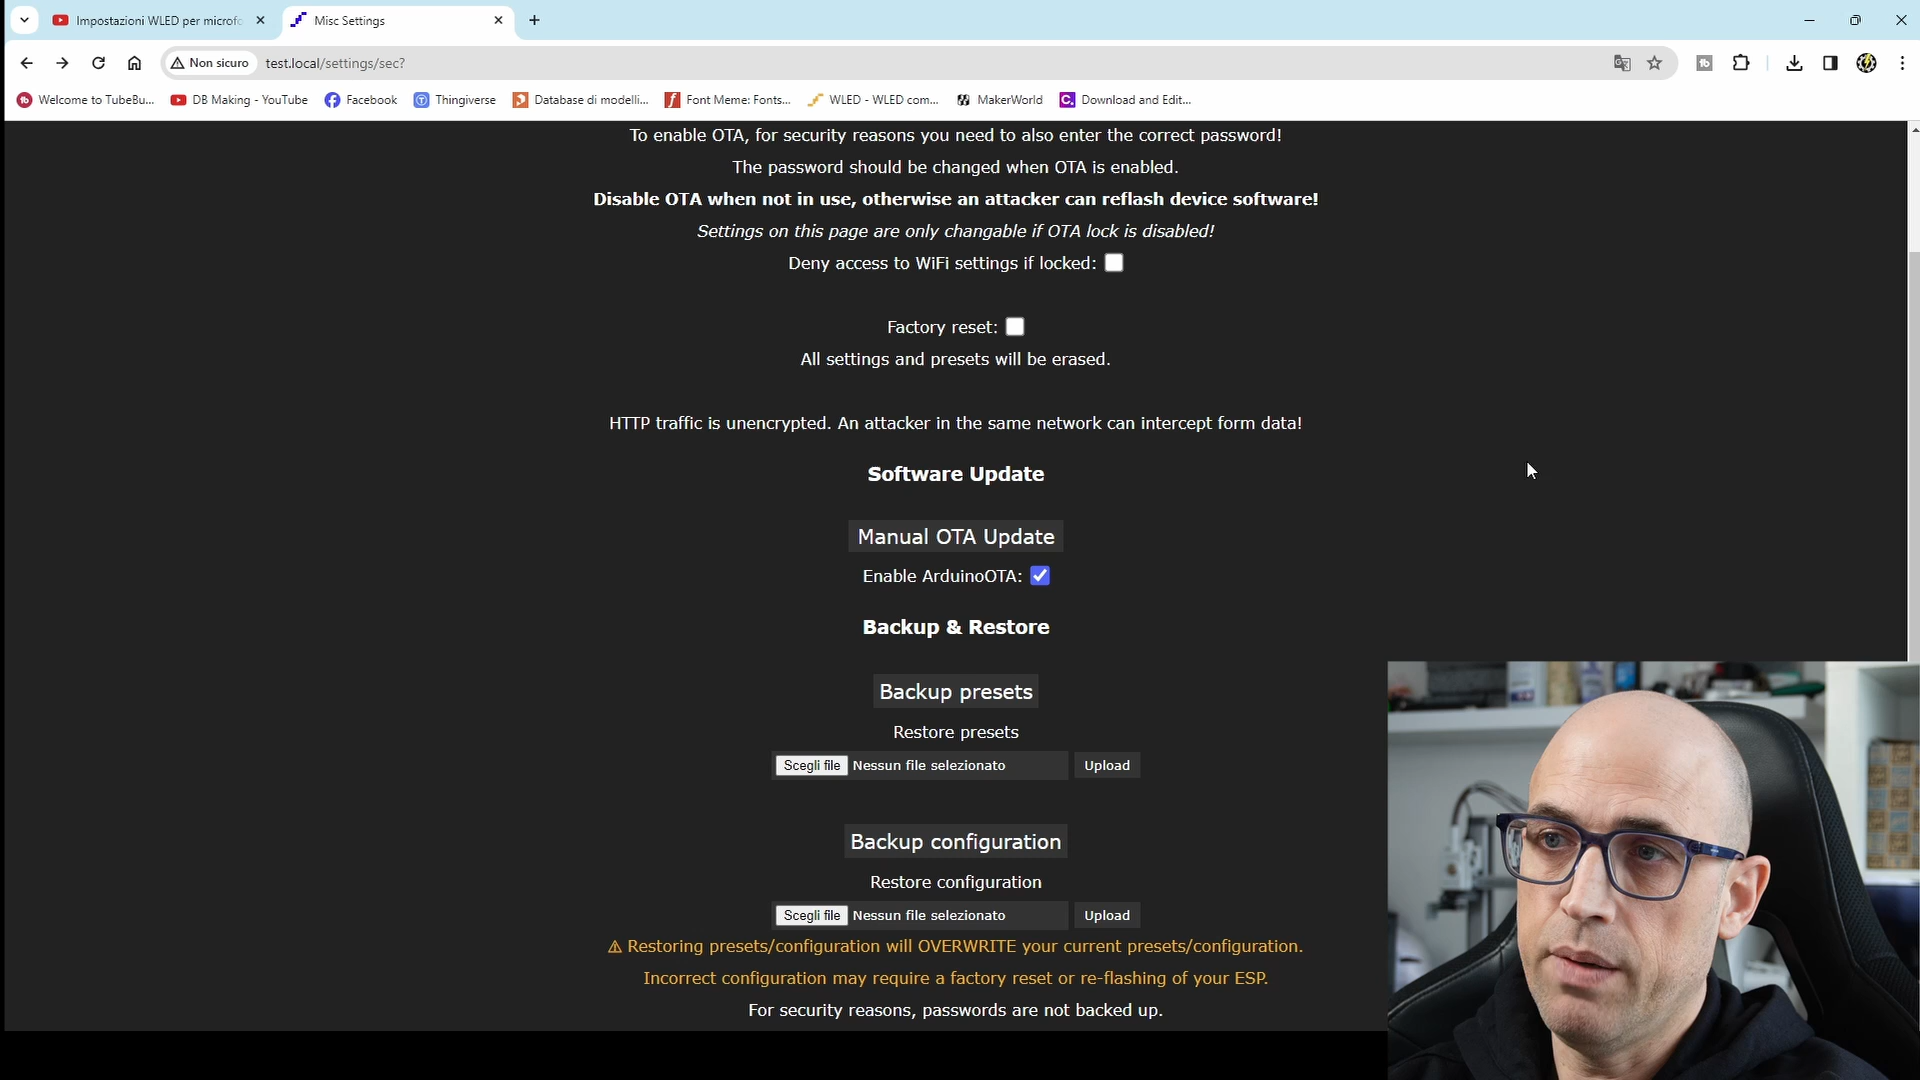 Impostazioni WLED per microfo
Misc Settings
Non sicuro
test.local/settings/sec?
Welcome to TubeBu...
DB Making - YouTube
Facebook
Thingiverse
Database di modelli...
Font Meme: Fonts...
WLED - WLED com...
MakerWorld
Download and Edit...
To enable OTA, for security reasons you need to also enter the correct password!
The password should be changed when OTA is enabled.
Disable OTA when not in use, otherwise an attacker can reflash device software!
Settings on this page are only changable if OTA lock is disabled!
Deny access to WiFi settings if locked:
Factory reset:
All settings and presets will be erased.
HTTP traffic is unencrypted. An attacker in the same network can intercept form data!
Software Update
Manual OTA Update
Enable ArduinoOTA:
Backup & Restore
Backup presets
Restore presets
Scegli file Nessun file selezionato Upload
Backup configuration
Restore configuration
Scegli file Nessun file selezionato Upload
⚠ Restoring presets/configuration will OVERWRITE your current presets/configuration.
Incorrect configuration may require a factory reset or re-flashing of your ESP.
For security reasons, passwords are not backed up.